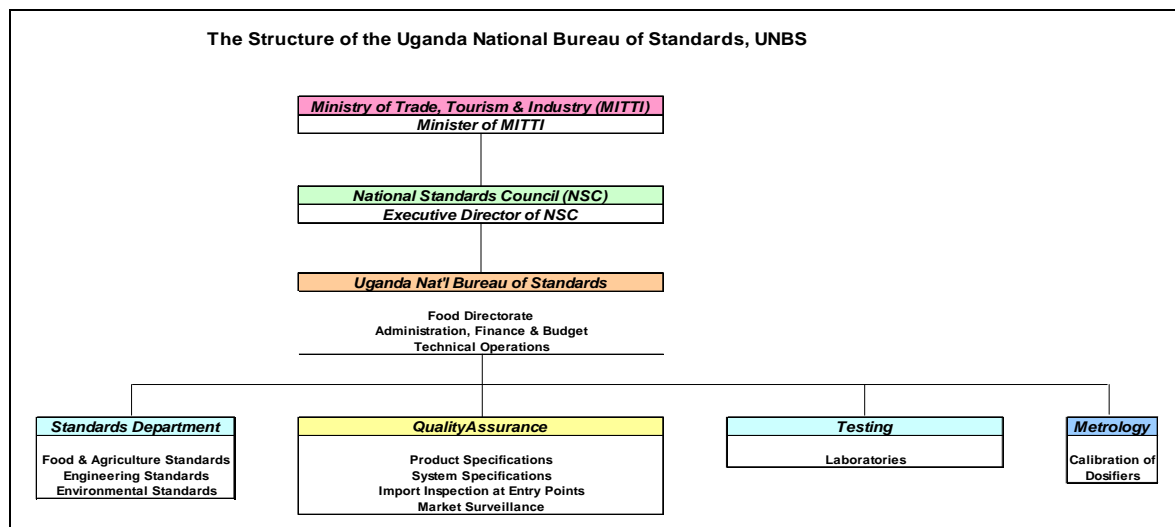 The Structure of the Uganda National Bureau of Standards, UNBS
Ministry of Trade, Tourism & Industry (MITTI)
Minister of MITTI
National Standards Council (NSC)
Executive Director of NSC
Uganda Nat'l Bureau of Standards
Food Directorate
Administration, Finance & Budget
Technical Operations
Standards Department
Food & Agriculture Standards
Engineering Standards
Environmental Standards
QualityAssurance
Product Specifications
System Specifications
Import Inspection at Entry Points
Market Surveillance
Testing
Laboratories
Metrology
Calibration of
Dosifiers